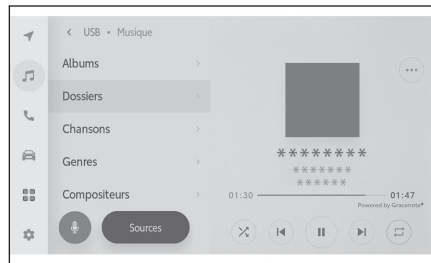 < USB • Musique
Albums
Dossiers
Chansons
Genres
Compositeurs
Sources
********
*******
******
01:30
01:47
Powered by Gracenote®